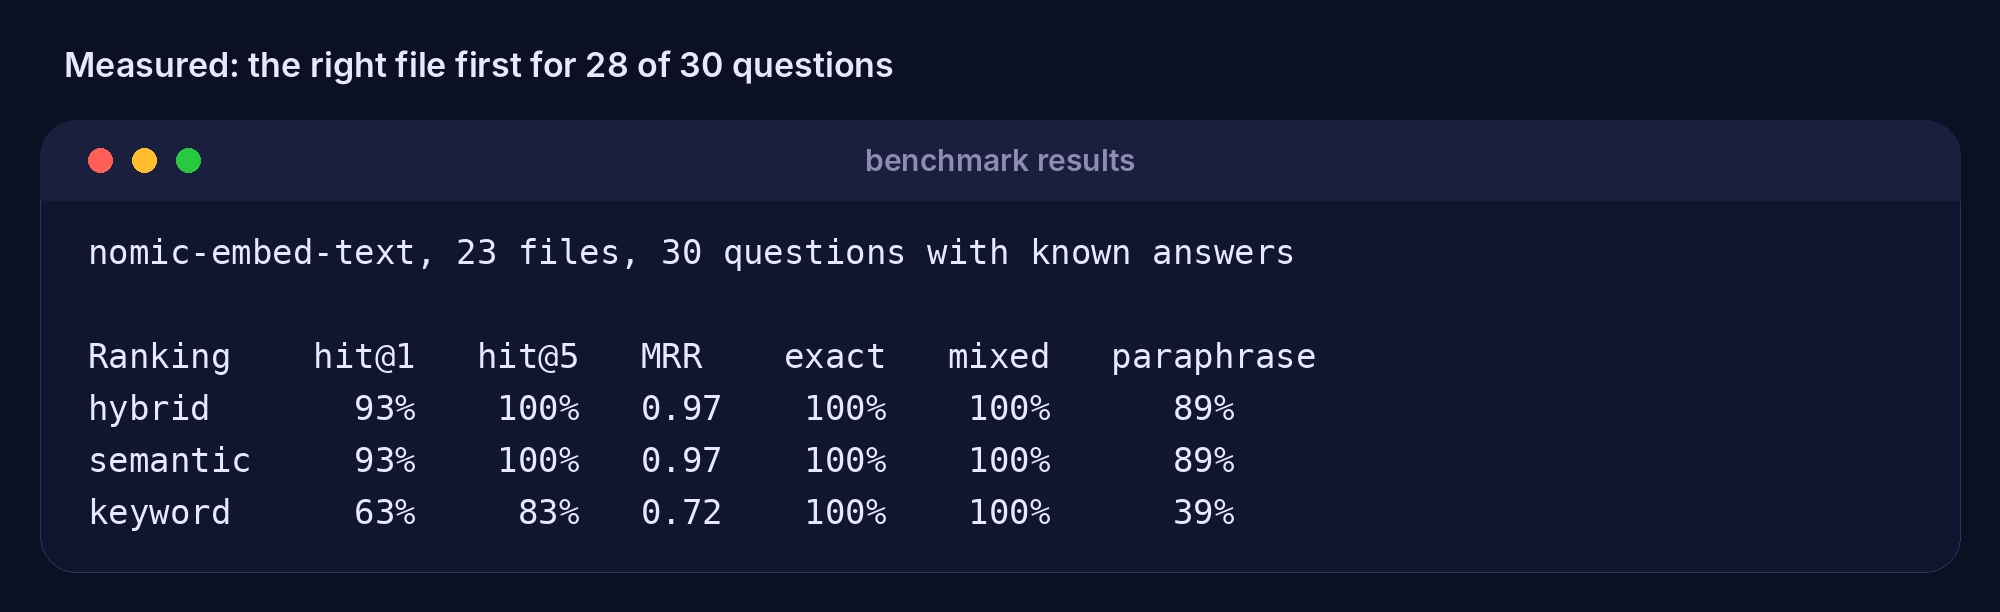 Measured: the right file first for 28 of 30 questions
benchmark results
nomic-embed-text, 23 files, 30 questions with known answers
Ranking    hit@1   hit@5   MRR    exact   mixed   paraphrase
hybrid       93%    100%   0.97    100%    100%      89%
semantic     93%    100%   0.97    100%    100%      89%
keyword      63%     83%   0.72    100%    100%      39%